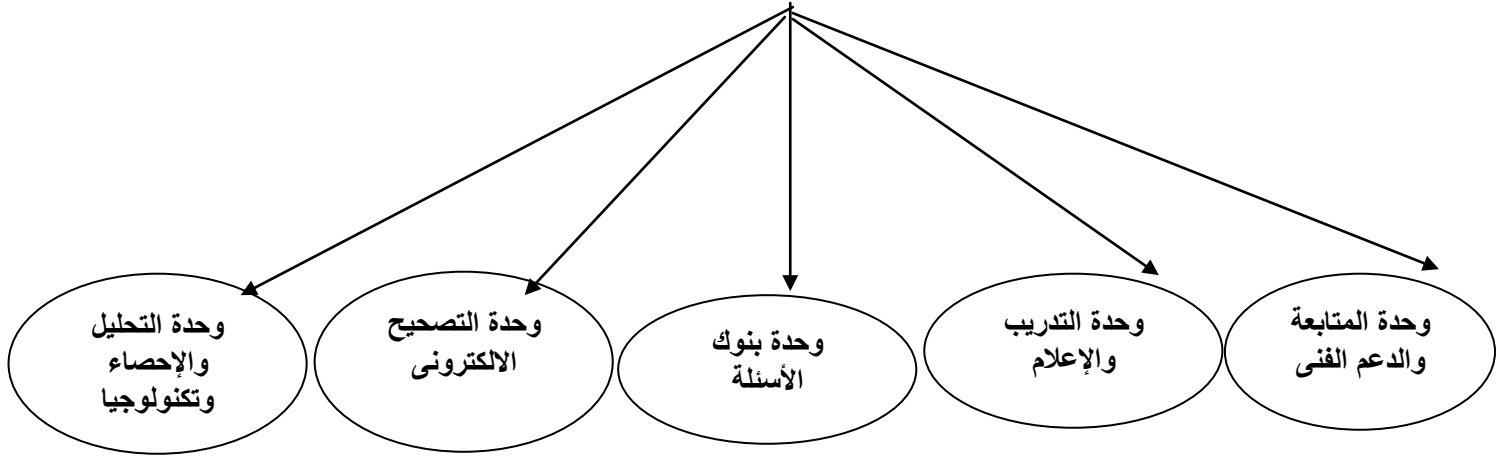 وحدة المتابعة
والدعم الفنى
وحدة التدريب
والإعلام
وحدة بنوك
الأسئلة
وحدة التصحيح
الالكترونى
وحدة التحليل
والإحصاء
وتكنولوجيا